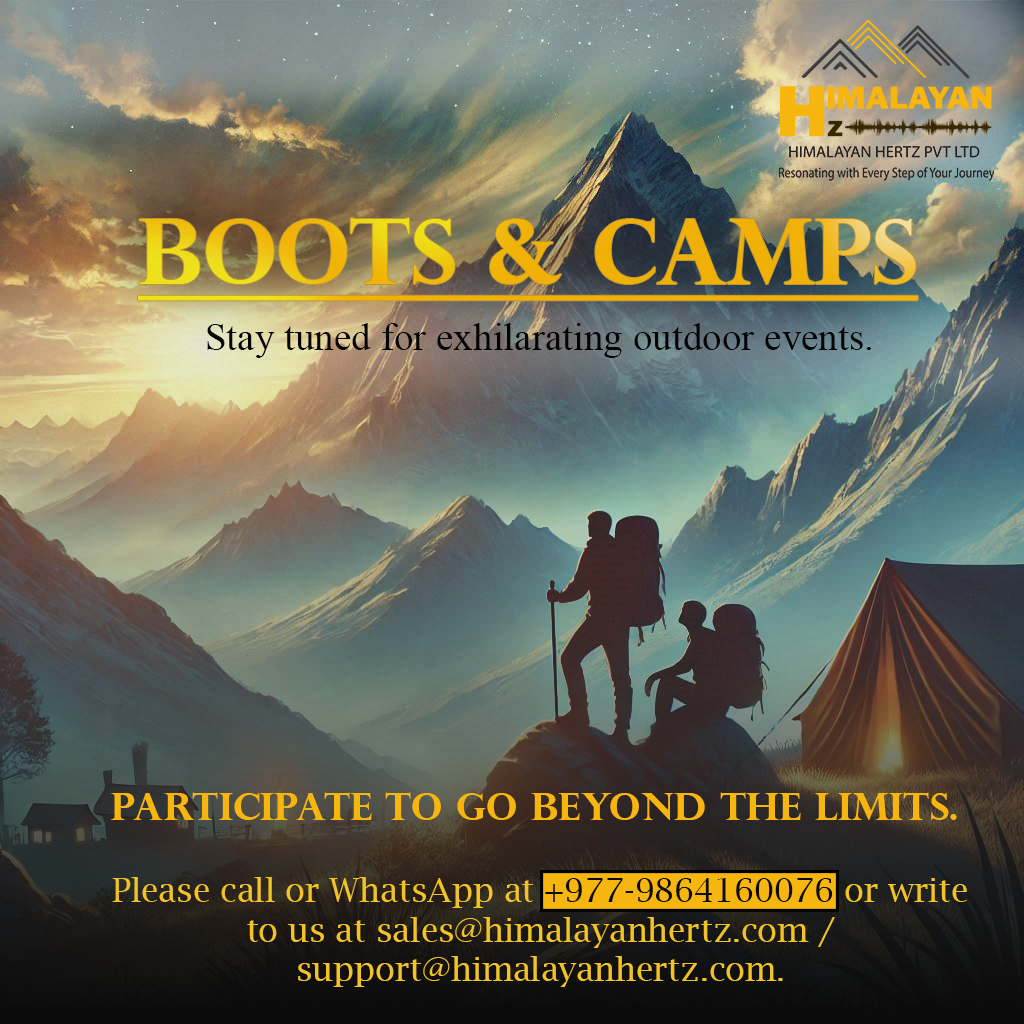 HIMALAYAN
Hz
HIMALAYAN HERTZ PVT LTD
Resonating with Every Step of Your Journey
BOOTS & CAMPS
Stay tuned for exhilarating outdoor events.
PARTICIPATE TO GO BEYOND THE LIMITS.
Please call or WhatsApp at +977-9864160076 or write
to us at sales@himalayanhertz.com /
support@himalayanhertz.com.